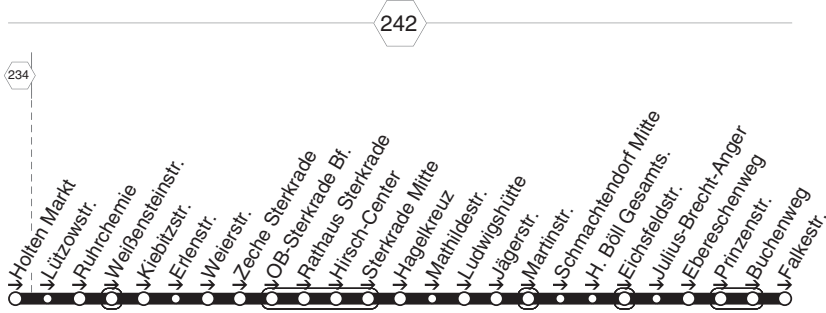 242
234
Holten Markt
Lützowstr.
Ruhrchemie
Weißensteinstr.
Kiebitzstr.
Erlenstr.
Weierstr.
Zeche Sterkrade
OB-Sterkrade Bf.
Rathaus Sterkrade
Hirsch-Center
Sterkrade Mitte
Hagelkreuz
Mathildestr.
Ludwigshütte
Jägerstr.
Martinstr.
Schmachtendorf Mitte
H. Böll Gesamts.
Eichsfeldstr.
Julius-Brecht-Anger
Ebereschenweg
Prinzenstr.
Buchenweg
Falkestr.